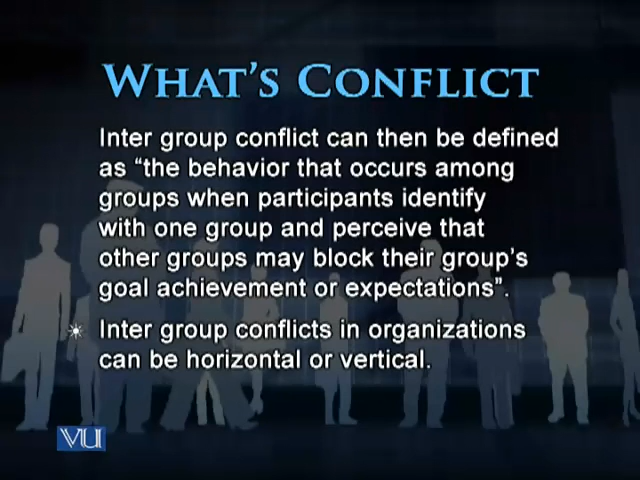 WHAT'S CONFLICT
Inter group conflict can then be defined
as “the behavior that occurs among
groups when participants identify
with one group and perceive that
other groups may block their group's
goal achievement or expectations”.
Inter group conflicts in organizations
can be horizontal or vertical.
VU